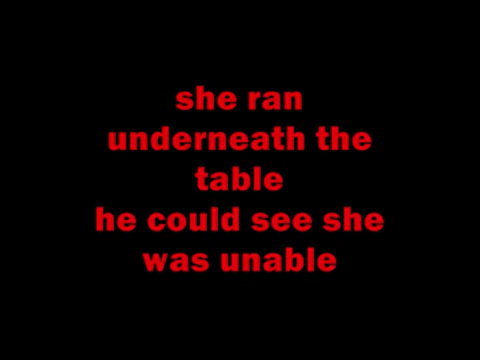 she ran
underneath the
table
he could see she
was unable